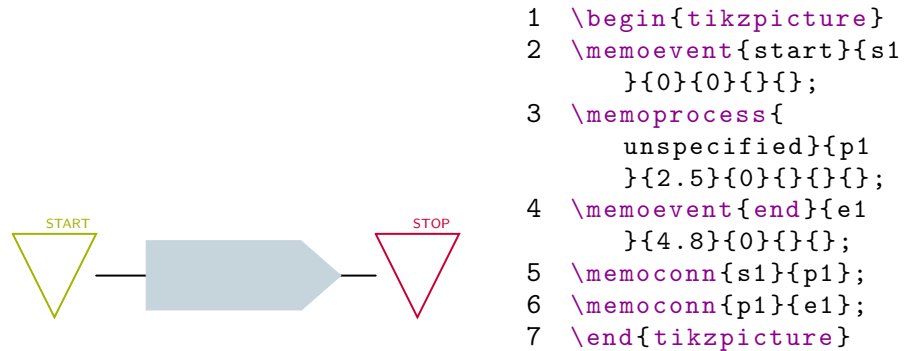 START
STOP
1 \begin{tikzpicture}
2 \memoevent{start}{s1
}{0}{0}{}{};
3 \memoprocess{
unspecified}{p1
}{2.5}{0}{}{}{};
4 \memoevent{end}{e1
}{4.8}{0}{}{};
5 \memoconn{s1}{p1};
6 \memoconn{p1}{e1};
7 \end{tikzpicture}